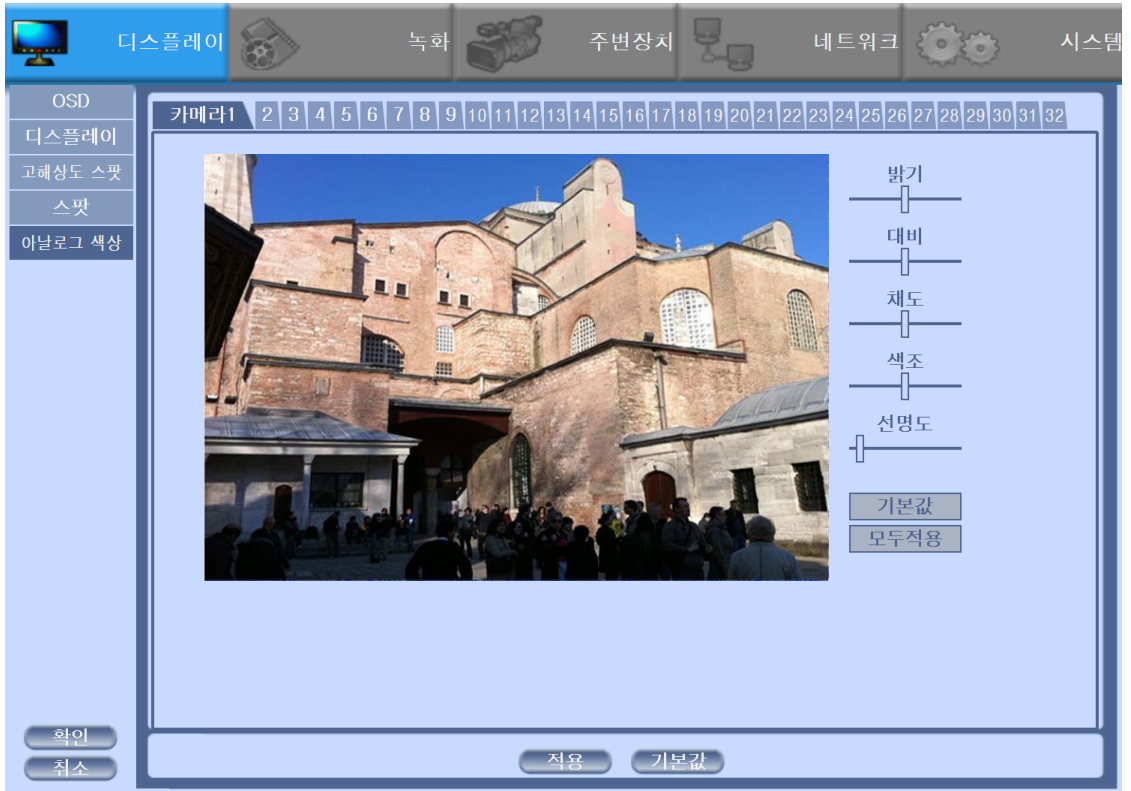 디스플레이 녹화 주변장치 네트워크 시스템
OSD
디스플레이
고해상도 스팟
스팟
아날로그 색상
카메라1 2 3 4 5 6 7 8 9 10 11 12 13 14 15 16 17 18 19 20 21 22 23 24 25 26 27 28 29 30 31 32
밝기
대비
채도
색조
선명도
기본값
모두적용
확인
취소
적용 기본값